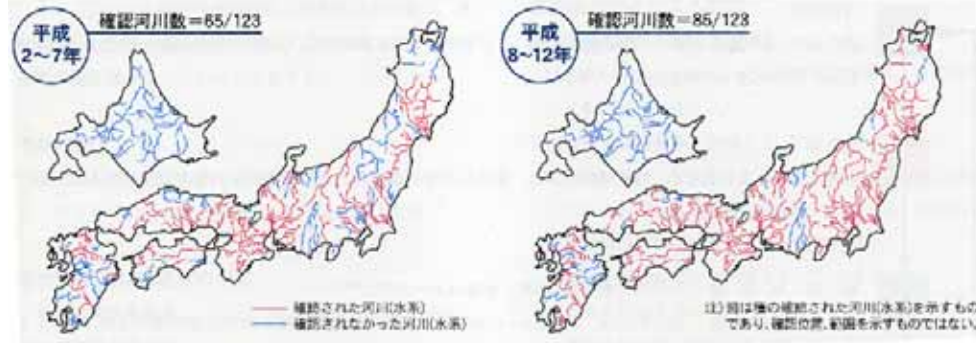 平成
2~7年
確認河川数=65/123
平成
8~12年
確認河川数=85/123
確認された河川(水系)
確認されなかった河川(水系)
注)図は種の確認された河川(水系)を示すもの
であり、確認位置、範囲を示すものではない。